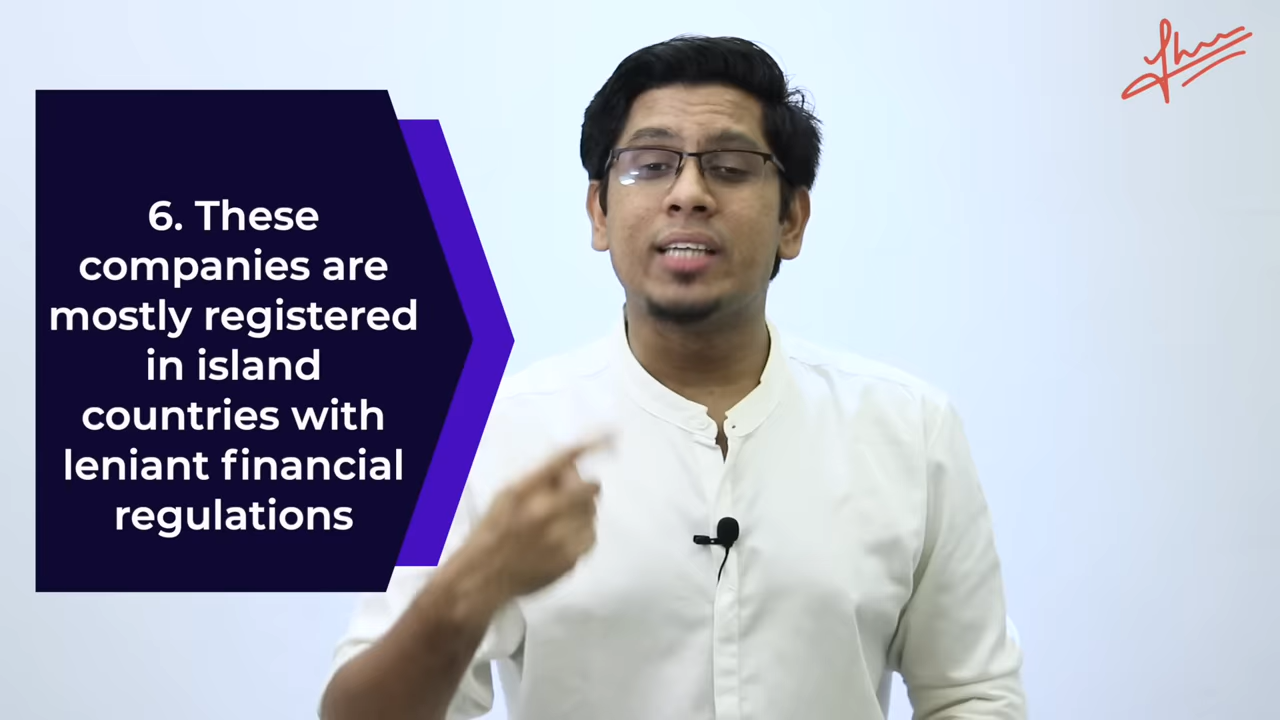 6. These
companies are
mostly registered
in island
countries with
leniant financial
regulations